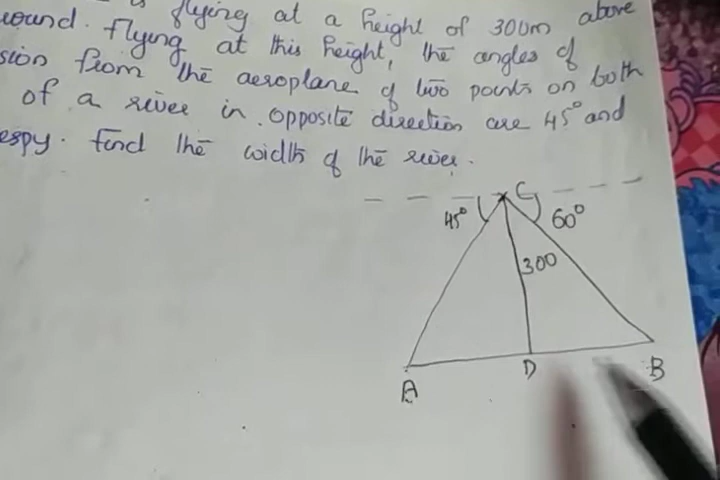 flying at a height of 300m above
ound. flying at this height, the angles of
sion from the aeroplane of two points on both
of a river in opposite direction are 45° and
espy. find the width of the river.
C
45° 60°
300
A D B